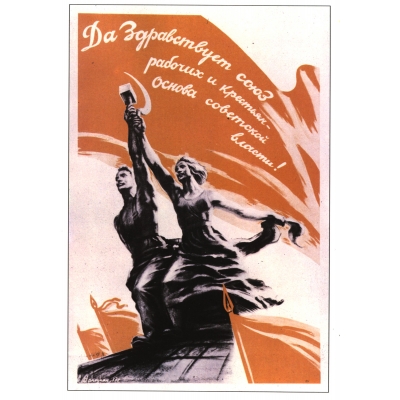 Да Здравствует союз
рабочих и крестьян-
Основа советской
власти!